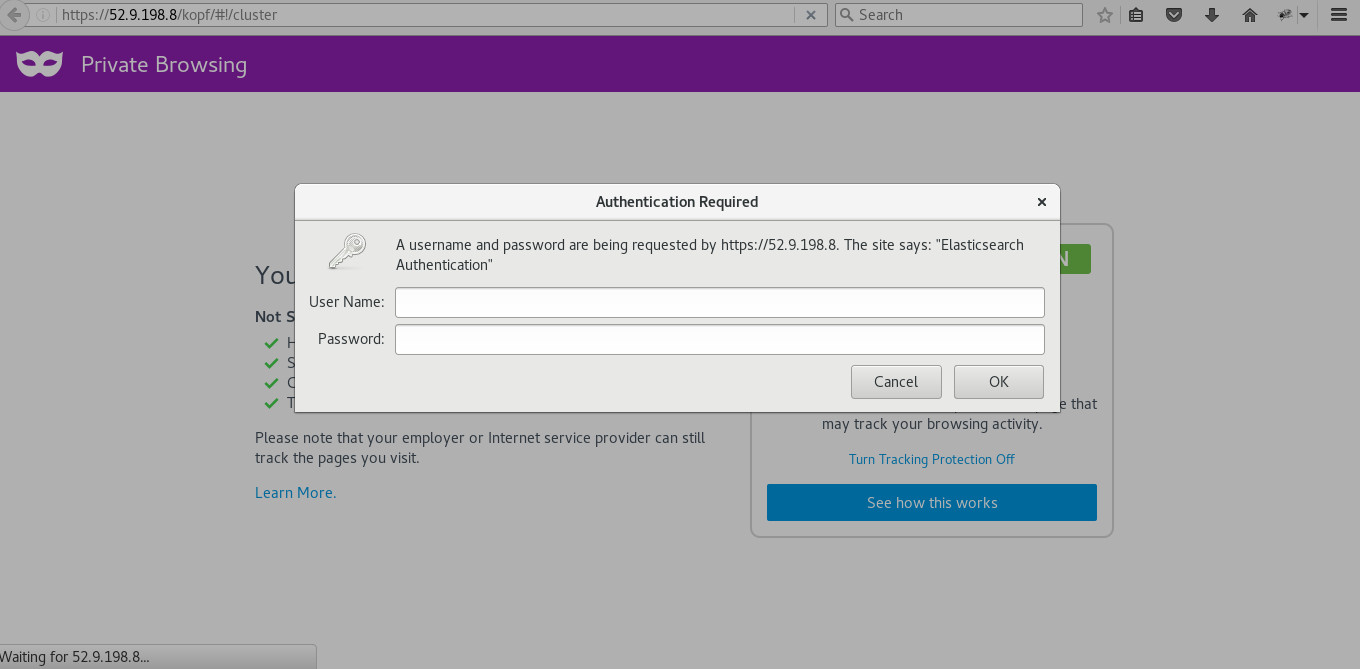 https://52.9.198.8/kopf/#!/cluster
Search
Private Browsing
Authentication Required
A username and password are being requested by https://52.9.198.8. The site says: "Elasticsearch
Authentication"
User Name:
Password:
Cancel
OK
Not
Please note that your employer or Internet service provider can still
track the pages you visit.
Learn More.
that
may track your browsing activity.
Turn Tracking Protection Off
See how this works
Waiting for 52.9.198.8...